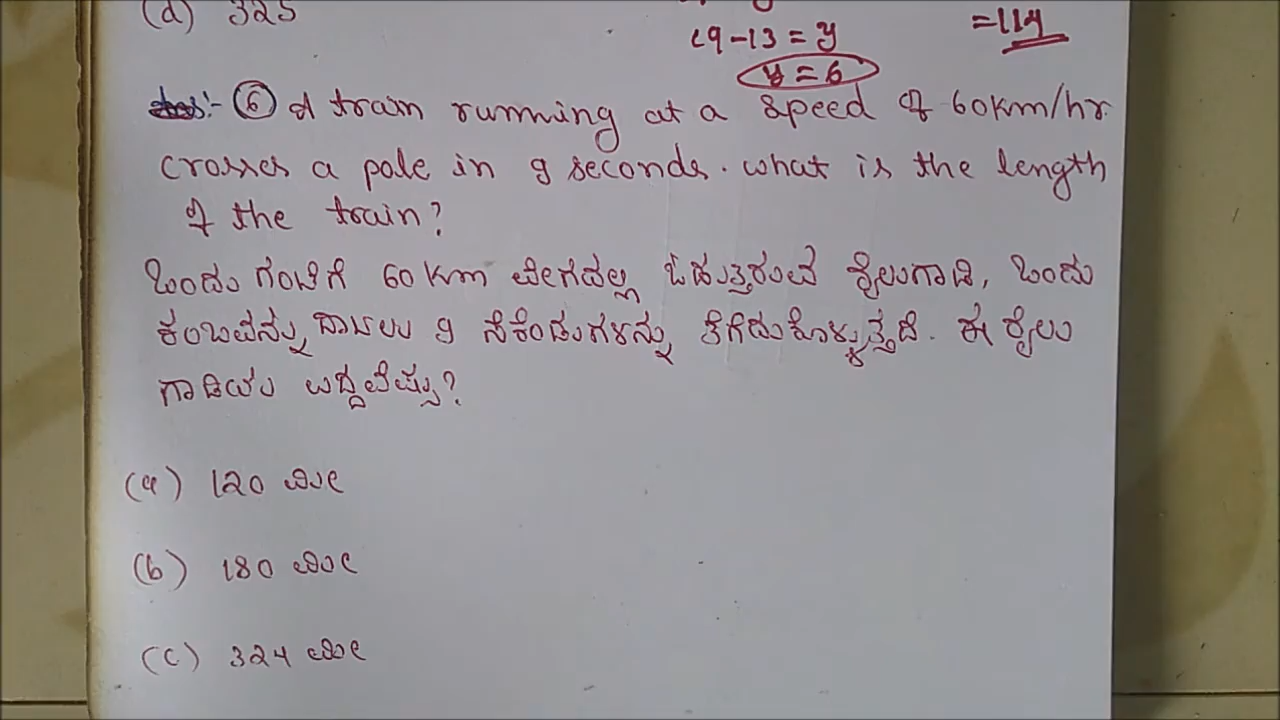 (d) 325
19-13=y
=114
y=6
⑥ A train running at a speed of 60km/hr.
crosses a pole in 9 seconds. what is the length
of the train?
ಒಂದು ಗಂಟೆಗೆ 60 Km ವೇಗದಲ್ಲಿ ಓಡುತ್ತಿರುವ ರೈಲುಗಾಡಿ, ಒಂದು
ಕಂಬವನ್ನು ದಾಟಲು 9 ಸೆಕೆಂಡುಗಳನ್ನು ತೆಗೆದುಕೊಳ್ಳುತ್ತದೆ. ಈ ರೈಲು
ಗಾಡಿಯ ಉದ್ದವೆಷ್ಟು?
(a) 120 ಮೀ
(b) 180 ಮೀ
(c) 324 ಮೀ